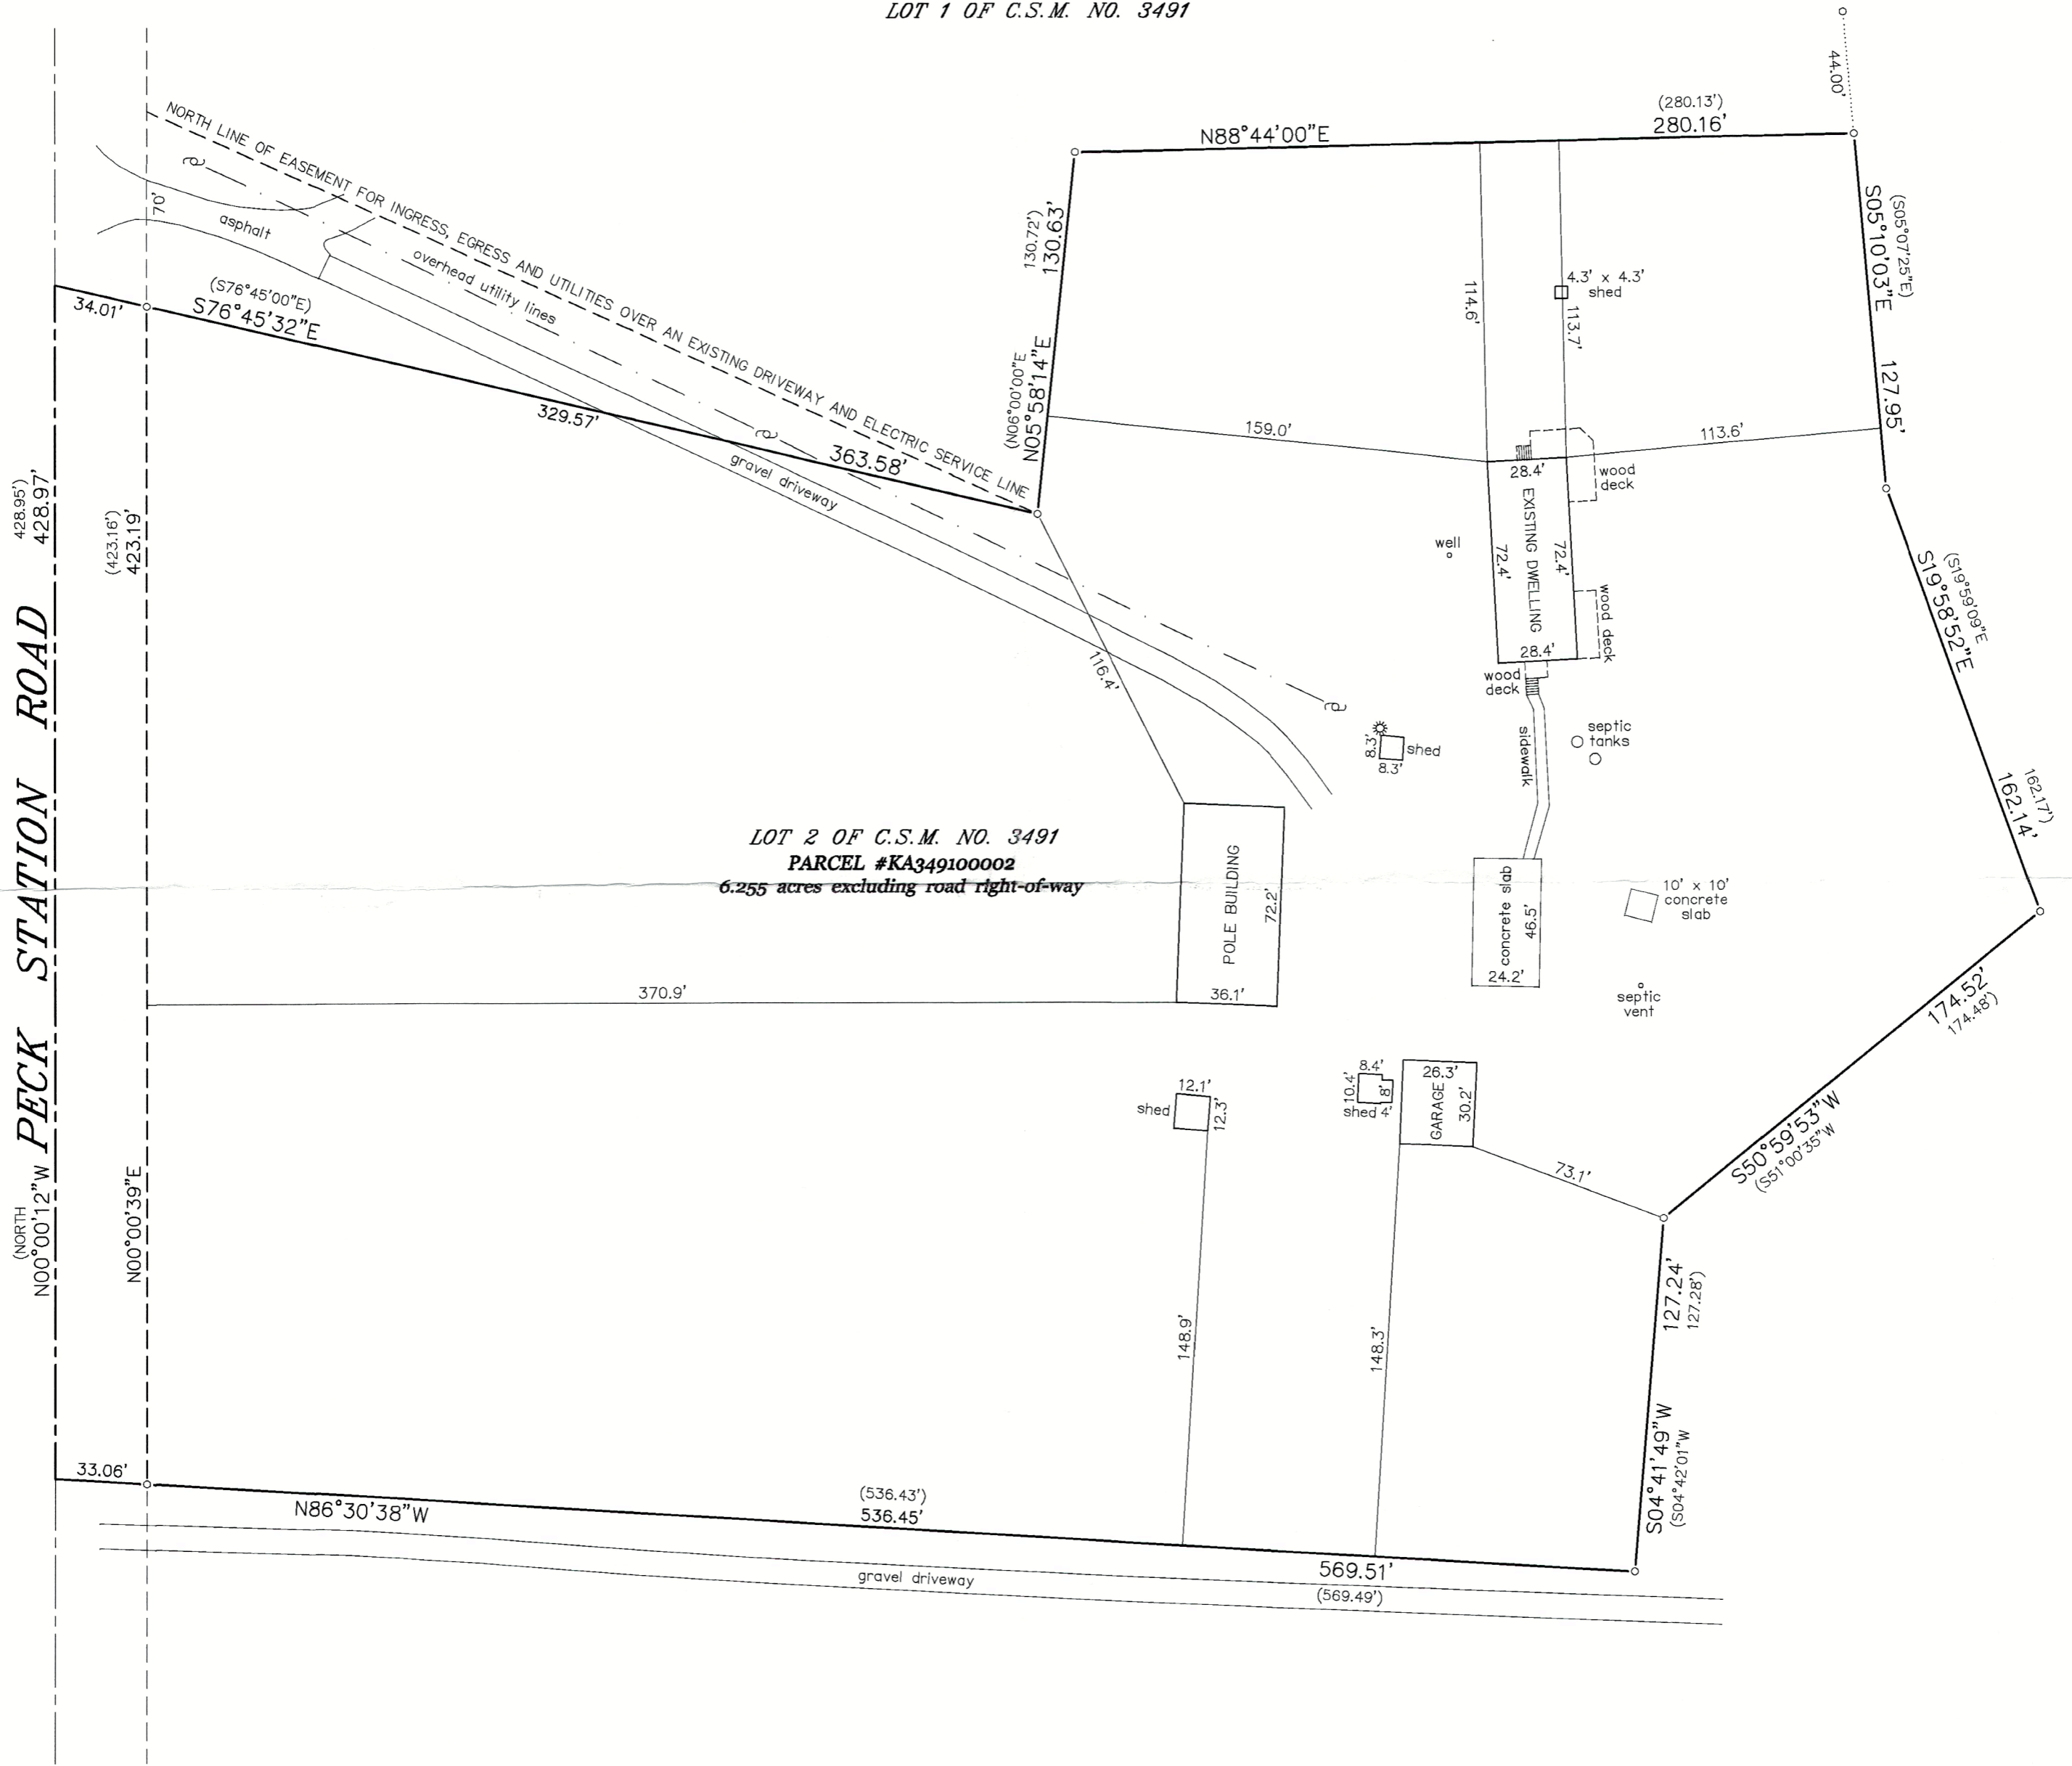 LOT 1 OF C.S.M. NO. 3491
44.00'
(280.13')
280.16'
N88°44'00"E
NORTH LINE OF EASEMENT FOR INGRESS, EGRESS AND UTILITIES OVER AN EXISTING DRIVEWAY AND ELECTRIC SERVICE LINE
70'
asphalt
overhead utility lines
34.01'
(S76°45'00"E)
S76°45'32"E
329.57'
363.58'
gravel driveway
130.72')
130.63'
(N06°00'00"E
N05°58'14"E
S05°10'03"E
(S05°07'25"E)
127.95'
114.6'
4.3' x 4.3'
shed
113.7'
159.0'
113.6'
28.4'
wood
deck
EXISTING DWELLING
72.4'
72.4'
28.4'
wood deck
well
wood
deck
sidewalk
septic
tanks
8.3'
shed
8.3'
116.4'
(S19°59'09"E
S19°58'52"E
162.17')
162.14'
428.95')
428.97'
(423.16')
423.19'
PECK STATION ROAD
(NORTH
N00°00'12"W
N00°00'39"E
LOT 2 OF C.S.M. NO. 3491
PARCEL #KA349100002
6.255 acres excluding road right-of-way
POLE BUILDING
72.2'
36.1'
370.9'
concrete slab
46.5'
24.2'
10' x 10'
concrete
slab
septic
vent
174.52'
174.48')
S50°59'53"W
(S51°00'35"W
12.1'
shed
12.3'
8.4'
10.4'
8'
shed 4'
26.3'
GARAGE
30.2'
73.1'
148.9'
148.3'
127.24'
127.28')
S04°41'49"W
(S04°42'01"W
33.06'
N86°30'38"W
(536.43')
536.45'
569.51'
(569.49')
gravel driveway